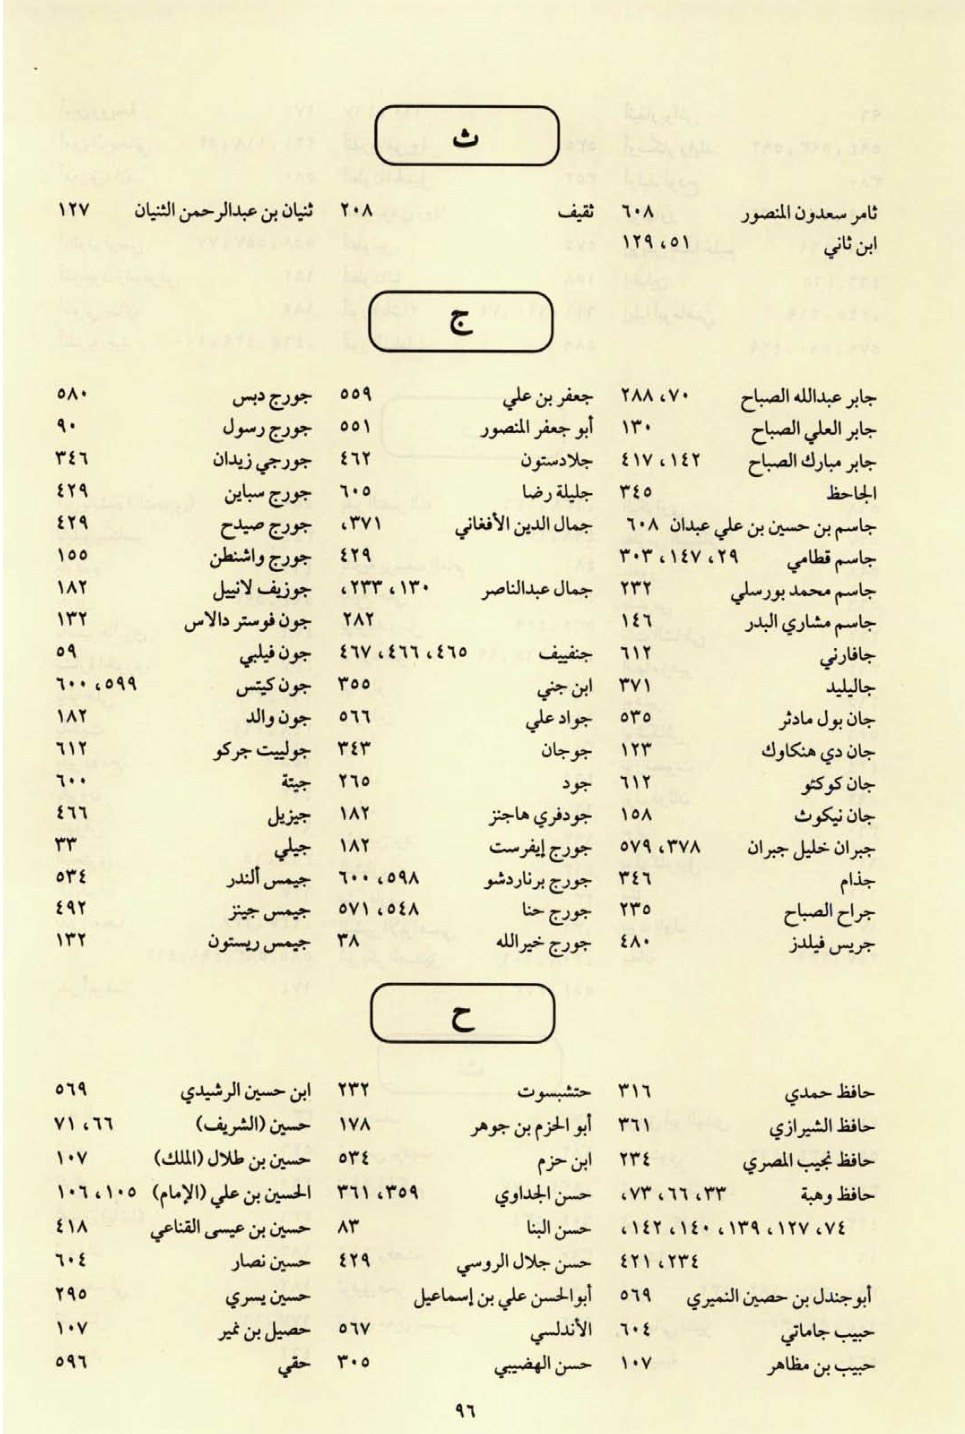 ث
ثامر سعدون المنصور ٦٠٨
ابن ثاني ٥١، ١٢٩
ثقيف ٢٠٨
ثنيان بن عبدالرحمن الثنيان ١٢٧
ج
جابر عبدالله الصباح ٧٠، ٢٨٨
جابر العلي الصباح ١٣٠
جابر مبارك الصباح ١٤٢، ٤١٧
الجاحظ ٣٤٥
جاسم بن حسين بن علي عبدان ٦٠٨
جاسم قطامي ٢٩، ١٤٧، ٣٠٣
جاسم محمد بورسلي ٢٣٢
جاسم مشاري البدر ١٤٦
جافارني ٦١٢
جاليليد ٣٧١
جان بول مادثر ٥٣٥
جان دي هنكاوك ١٢٣
جان كوكتو ٦١٢
جان نيكوث ١٥٨
جبران خليل جبران ٣٧٨، ٥٧٩
جذام ٣٤٦
جراح الصباح ٢٣٥
جريس فيلدز ٤٨٠
جعفر بن علي ٥٥٩
أبو جعفر المنصور ٥٥١
جلادستون ٤٦٢
جليلة رضا ٦٠٥
جمال الدين الأفغاني ٣٧١،
٤٢٩
جمال عبدالناصر ١٣٠، ٢٣٣،
٢٨٢
جنفييف ٤٦٥، ٤٦٦، ٤٦٧
ابن جني ٣٥٥
جواد علي ٥٦٦
جوجان ٣٤٣
جود ٢٦٥
جودفري هاجنز ١٨٢
جورج إيفرست ١٨٢
جورج برناردشو ٥٩٨، ٦٠٠
جورج حنا ٥٤٨، ٥٧١
جورج خيرالله ٣٨
جورج دبس ٥٨٠
جورج رسول ٩٠
جورجي زيدان ٣٤٦
جورج سباين ٤٢٩
جورج صيدح ٤٢٩
جورج واشنطن ١٥٥
جوزيف لانييل ١٨٢
جون فوستر دالاس ١٣٢
جون فيلبي ٥٩
جون كيتس ٥٩٩، ٦٠٠
جون والد ١٨٢
جولييت جركو ٦١٢
جيتة ٦٠٠
جيزيل ٤٦٦
جيلي ٣٣
جيمس ألندر ٥٣٤
جيمس جينز ٤٩٢
جيمس ريستون ١٣٢
ح
حافظ حمدي ٣١٦
حافظ الشيرازي ٣٦١
حافظ نجيب المصري ٢٣٤
حافظ وهبة ٣٣، ٦٦، ٧٣،
٧٤، ١٢٧، ١٣٩، ١٤٠، ١٤٢،
٢٣٤، ٤٢١
أبوجندل بن حصين النميري ٥٦٩
حبيب جاماتي ٦٠٤
حبيب بن مظاهر ١٠٧
حتشبسوت ٢٣٢
أبو الحزم بن جوهر ١٧٨
ابن حزم ٥٣٤
حسن الجداوي ٣٥٩، ٣٦١
حسن البنا ٨٣
حسن جلال الروسي ٤٢٩
أبوالحسن علي بن إسماعيل
الأندلسي ٥٦٧
حسن الهضيبي ٣٠٥
ابن حسين الرشيدي ٥٦٩
حسين (الشريف) ٦٦، ٧١
حسين بن طلال (الملك) ١٠٧
الحسين بن علي (الإمام) ١٠٥، ١٠٦
حسين بن عيسى القناعي ٤١٨
حسين نصار ٦٠٤
حسين يسري ٢٩٥
حصيل بن نمير ١٠٧
حقي ٥٩٦
٩٦